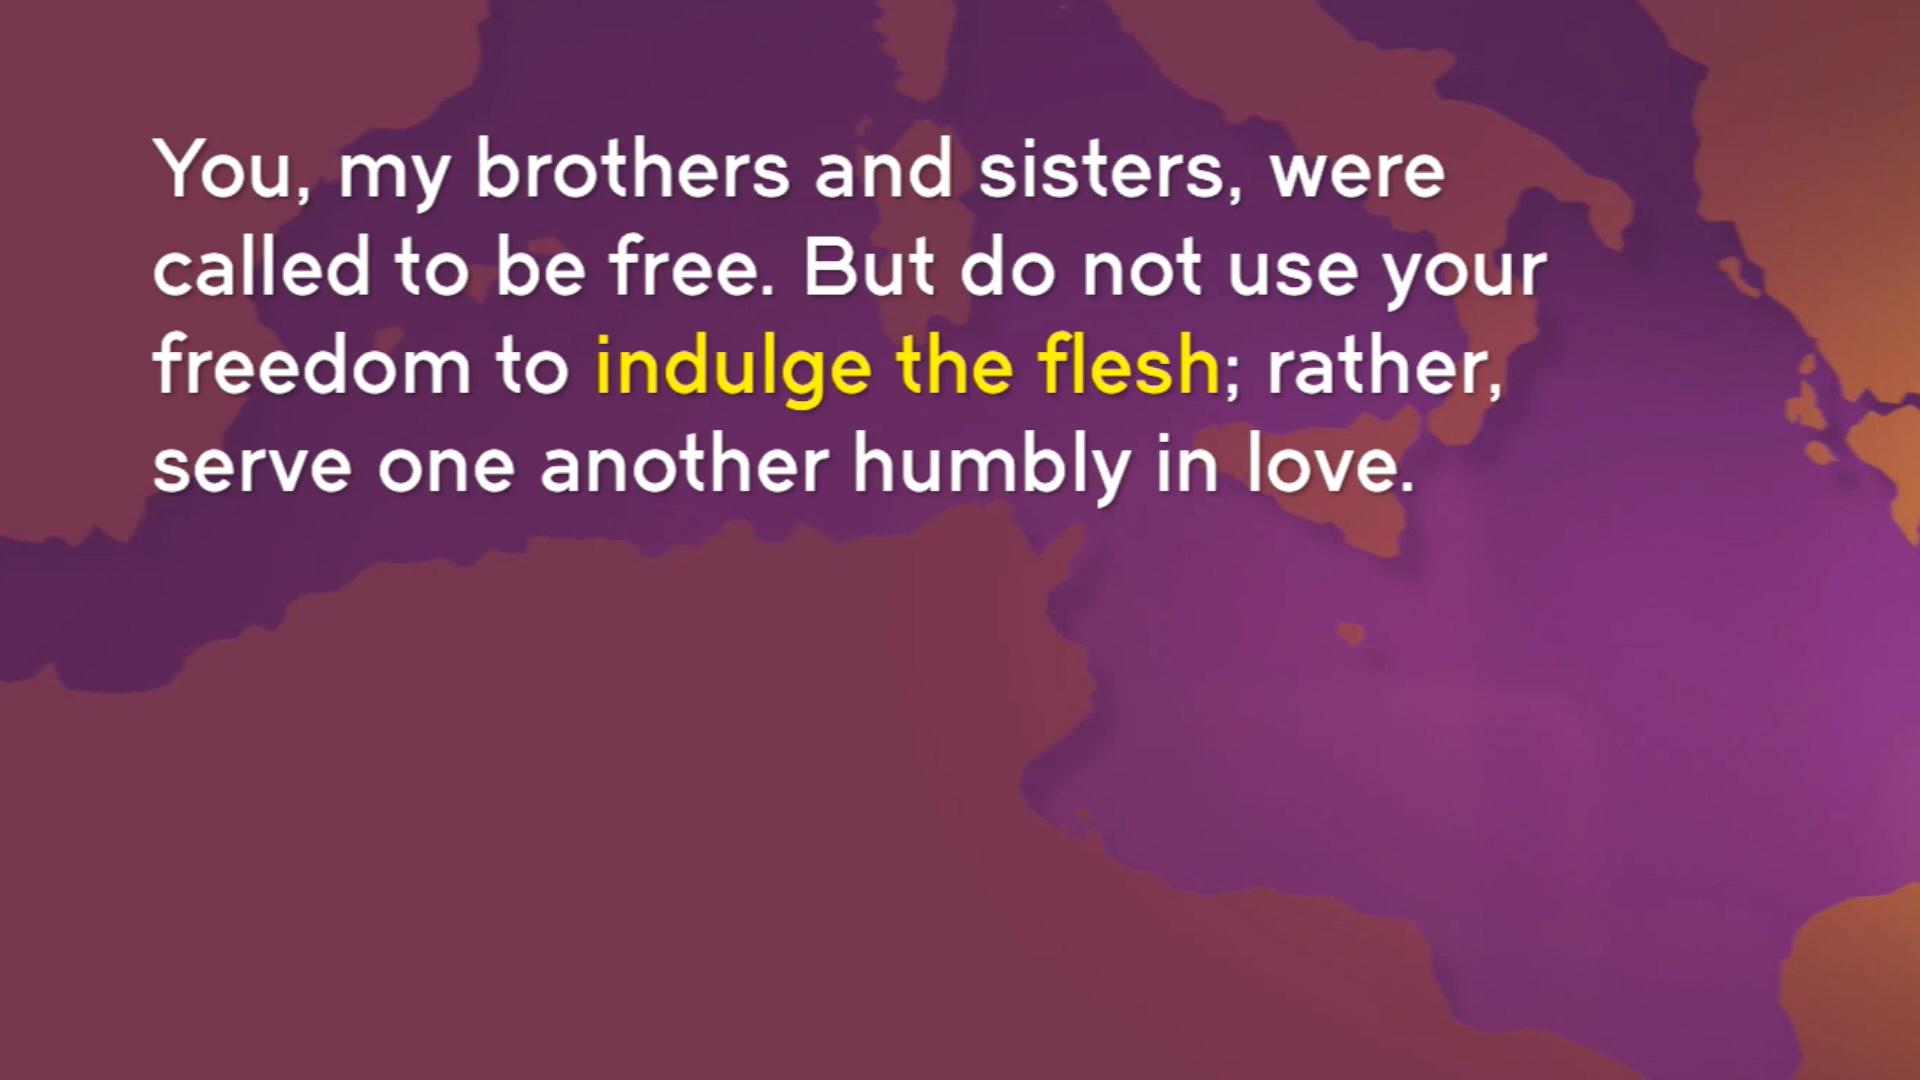 You, my brothers and sisters, were
called to be free. But do not use your
freedom to indulge the flesh; rather,
serve one another humbly in love.